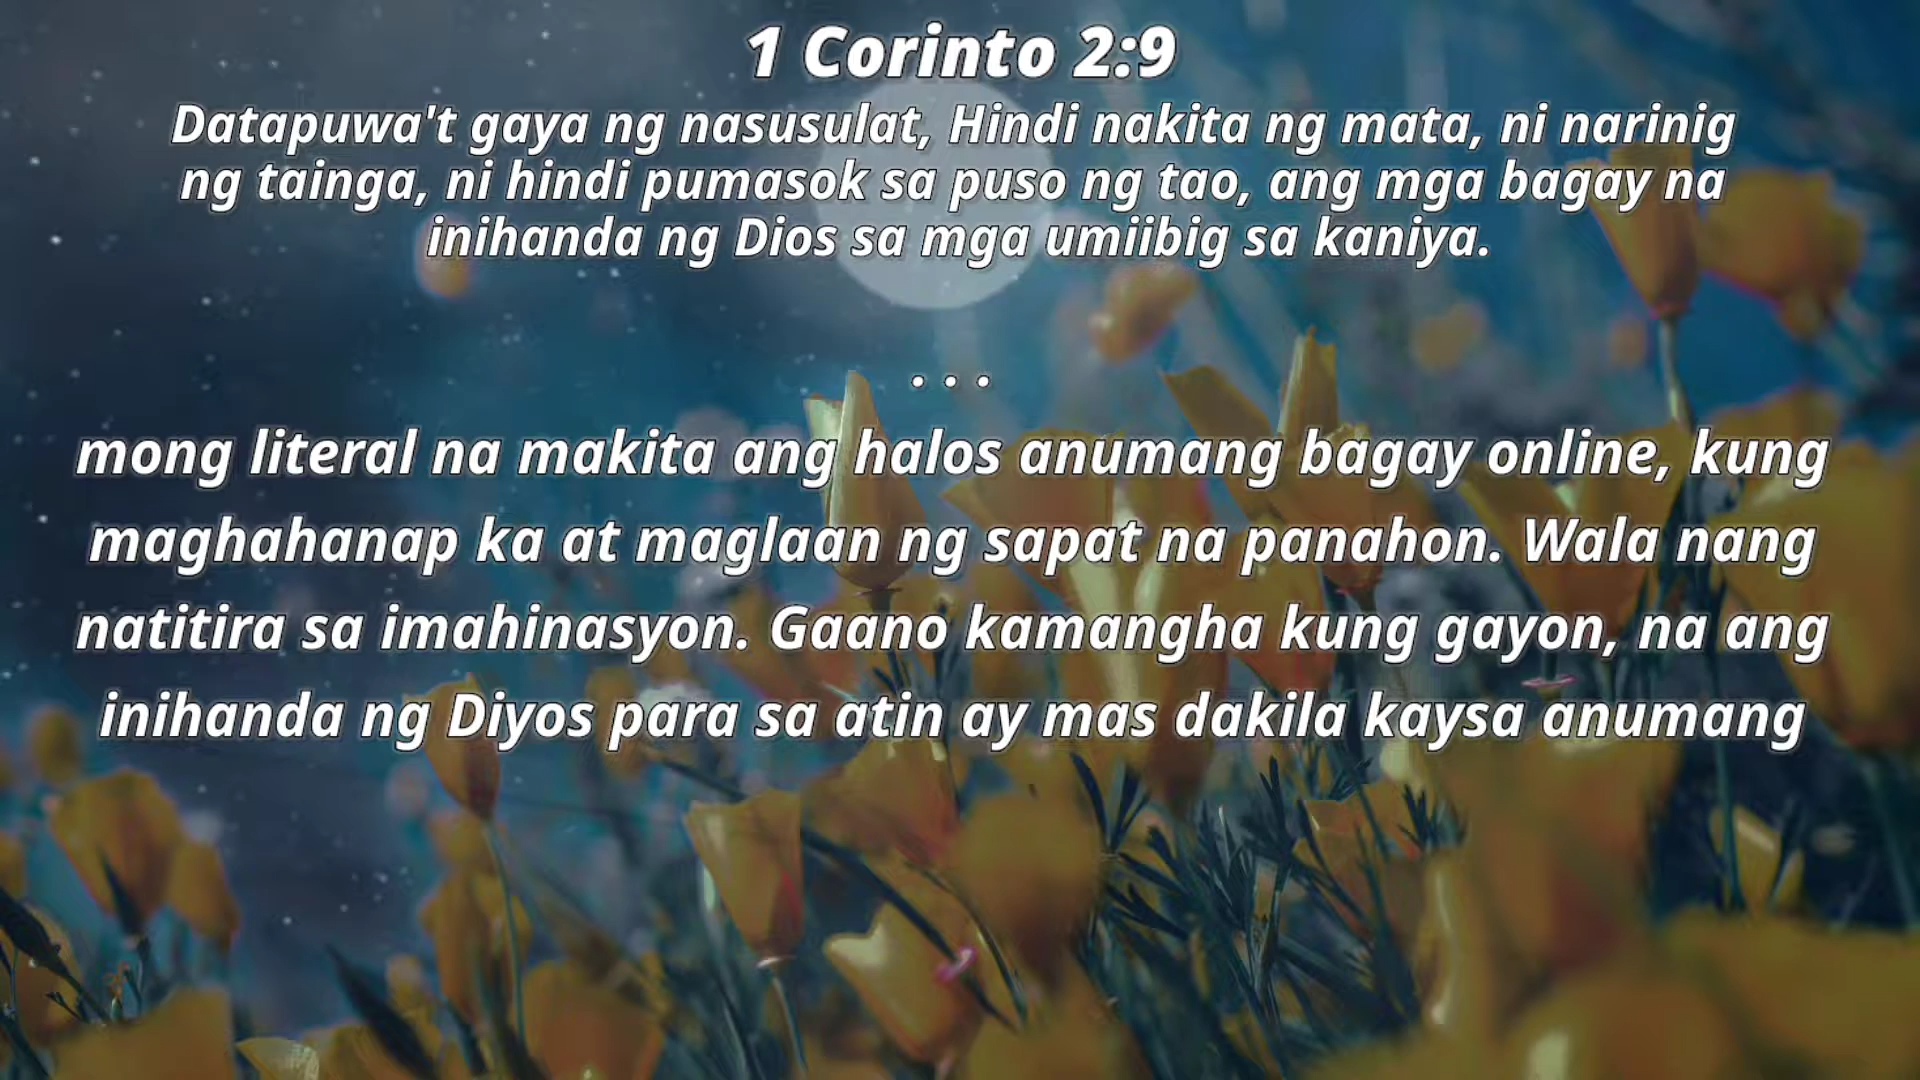 1 Corinto 2:9
Datapuwa't gaya ng nasusulat, Hindi nakita ng mata, ni narinig
ng tainga, ni hindi pumasok sa puso ng tao, ang mga bagay na
inihanda ng Dios sa mga umiibig sa kaniya.
. . .
mong literal na makita ang halos anumang bagay online, kung
maghahanap ka at maglaan ng sapat na panahon. Wala nang
natitira sa imahinasyon. Gaano kamangha kung gayon, na ang
inihanda ng Diyos para sa atin ay mas dakila kaysa anumang